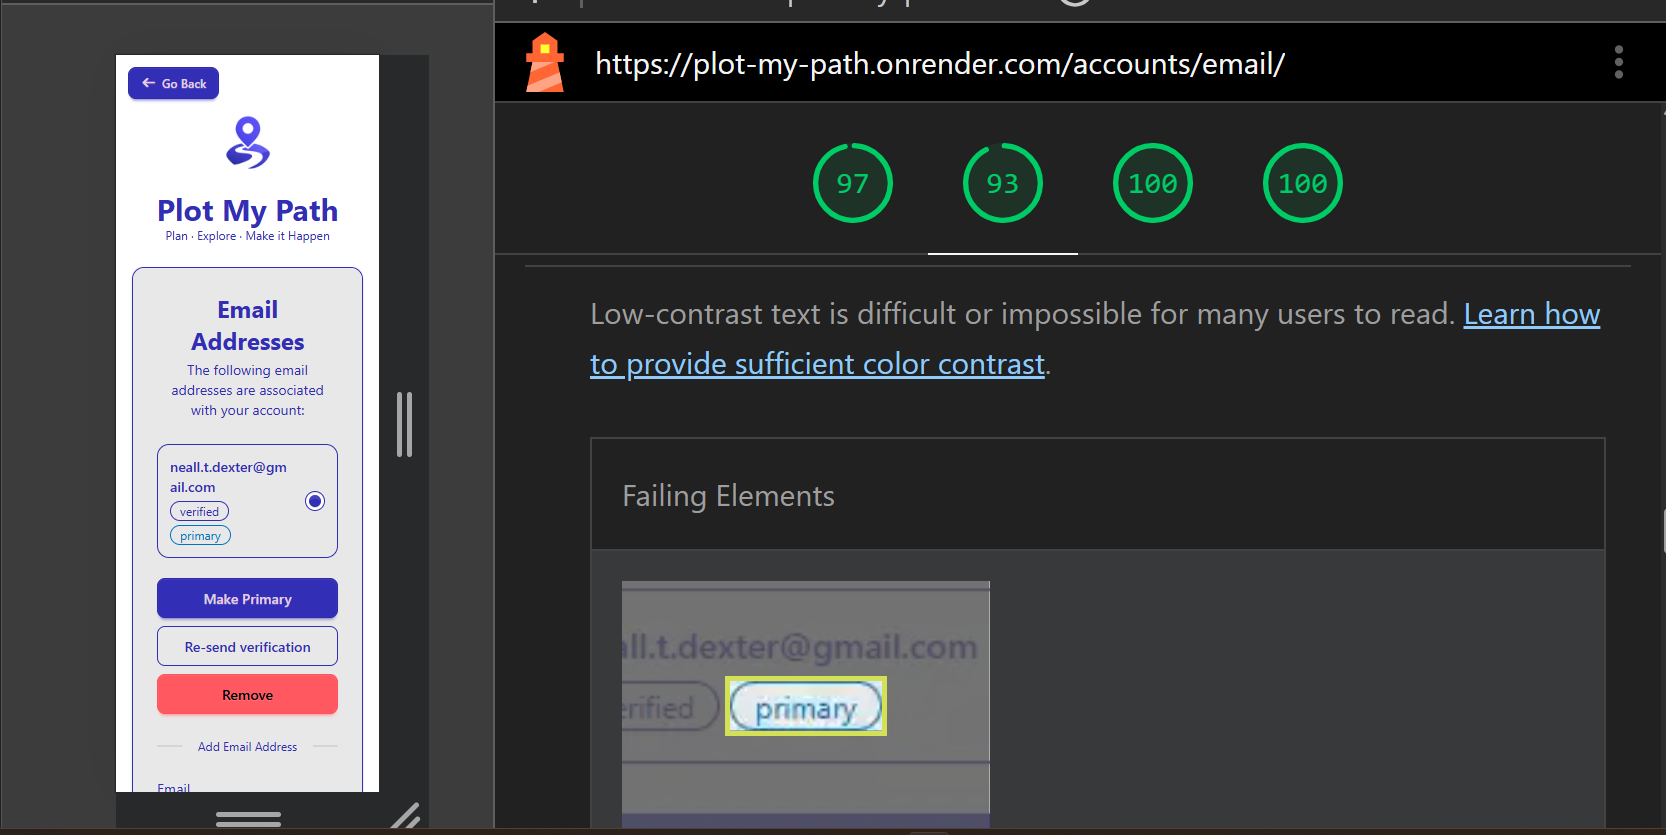 Go Back
Plot My Path
Plan · Explore · Make it Happen
Email
Addresses
The following email
addresses are associated
with your account:
neall.t.dexter@gm
ail.com
verified
primary
Make Primary
Re-send verification
Remove
Add Email Address
Email
https://plot-my-path.onrender.com/accounts/email/
97
93
100
100
Low-contrast text is difficult or impossible for many users to read. Learn how
to provide sufficient color contrast.
Failing Elements
all.t.dexter@gmail.com
erified
primary